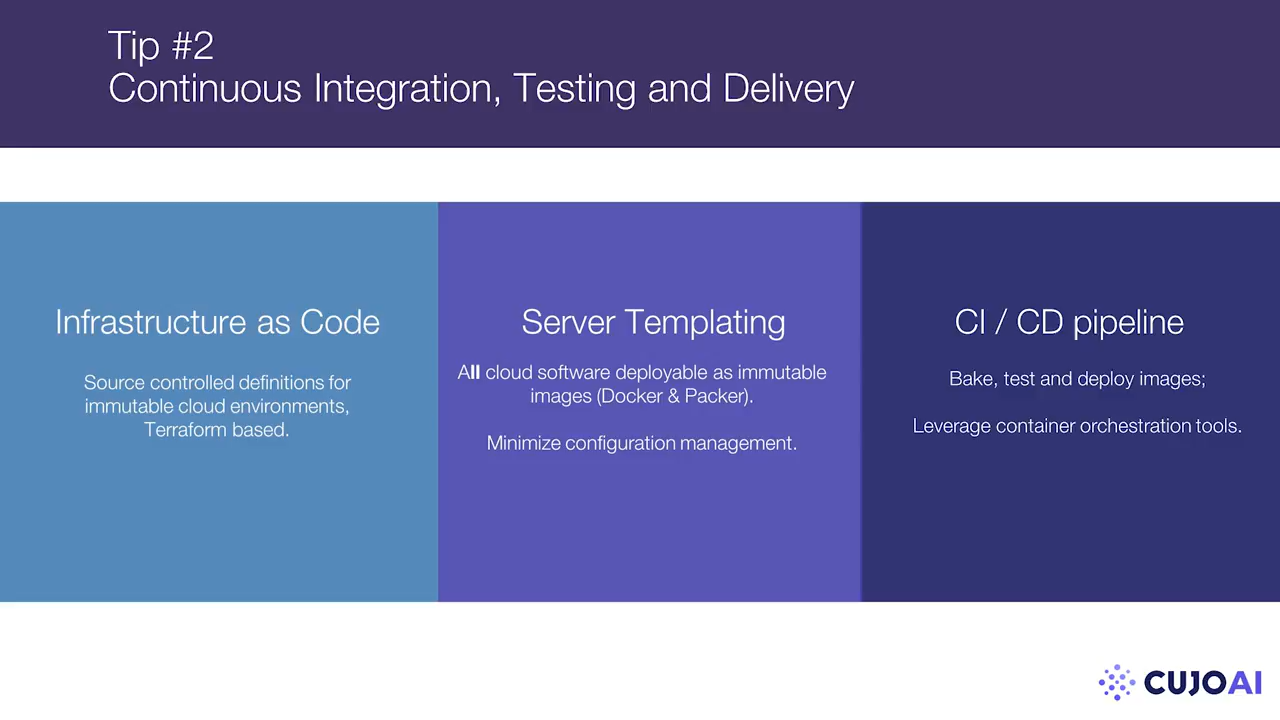 Tip #2
Continuous Integration, Testing and Delivery
Infrastructure as Code
Source controlled definitions for
immutable cloud environments,
Terraform based.
Server Templating
All cloud software deployable as immutable
images (Docker & Packer).
Minimize configuration management.
CI / CD pipeline
Bake, test and deploy images;
Leverage container orchestration tools.
CUJOAI